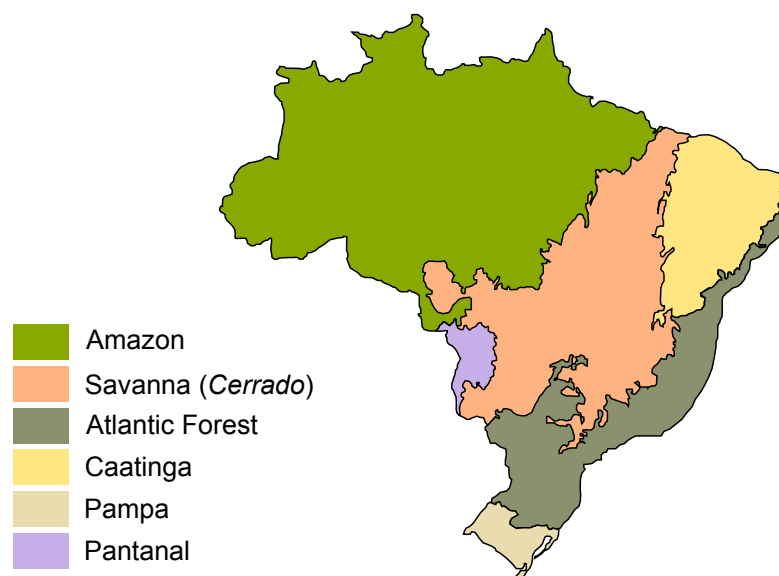 Amazon
Savanna (Cerrado)
Atlantic Forest
Caatinga
Pampa
Pantanal